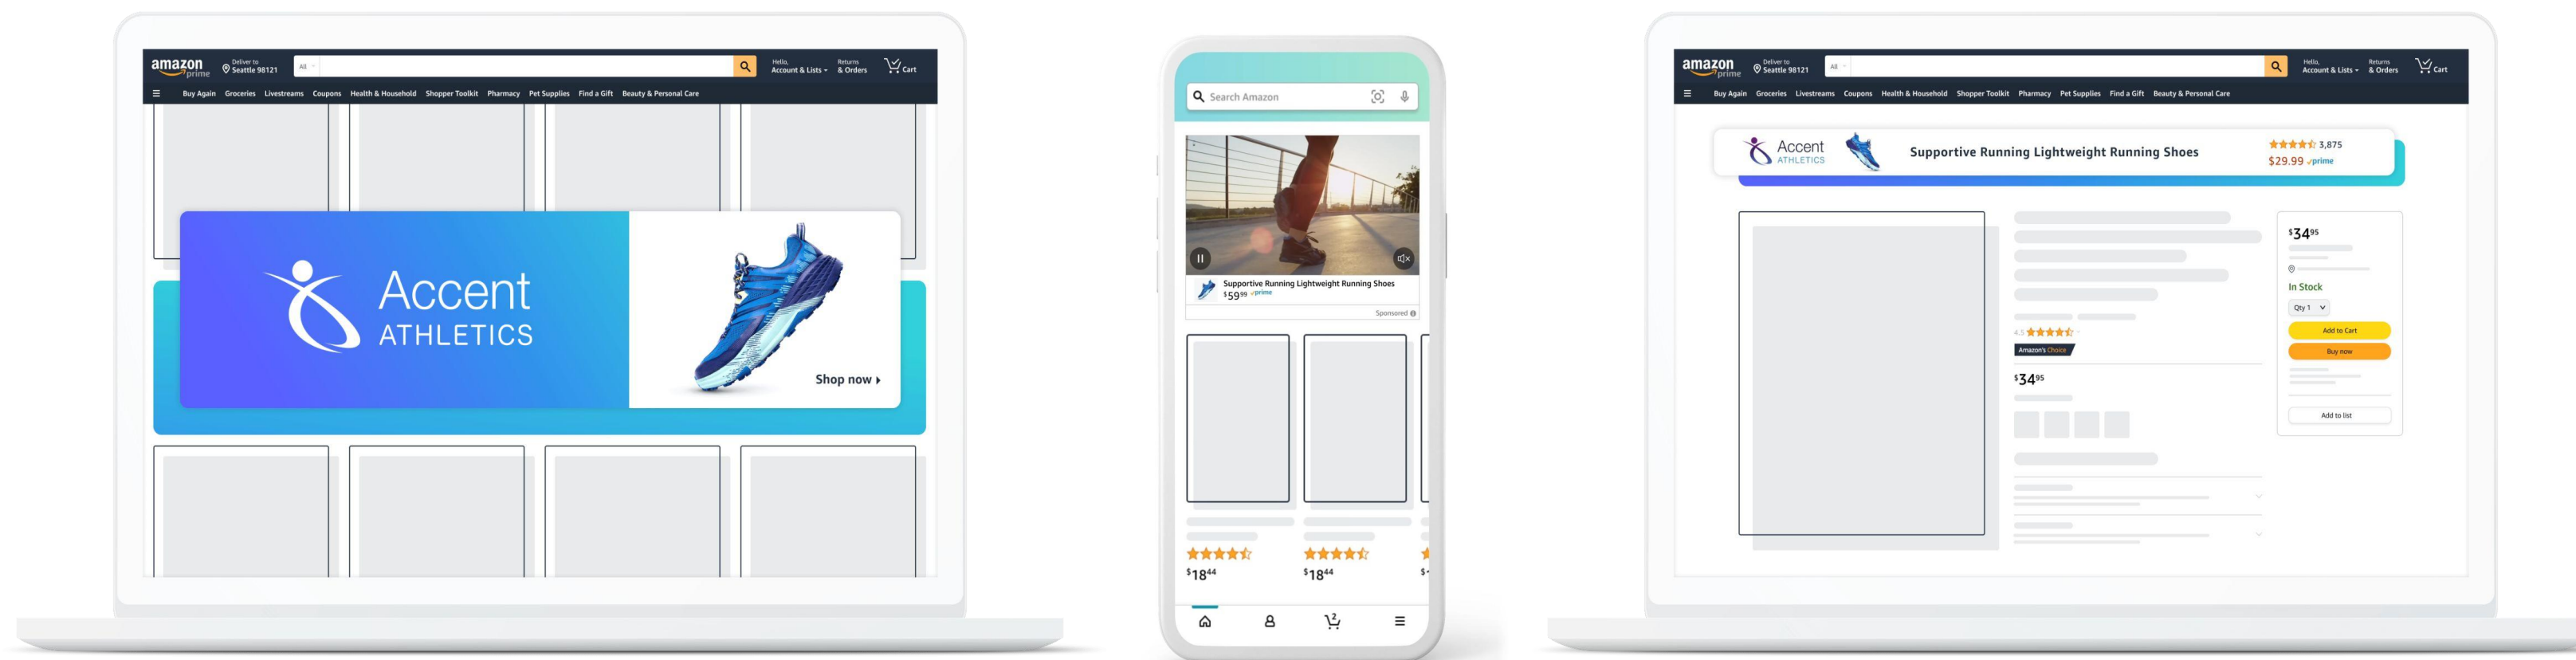 amazon
prime
Deliver to
Seattle 98121
All
Hello,
Account & Lists
Returns
& Orders
Cart
Buy Again Groceries Livestreams Coupons Health & Household Shopper Toolkit Pharmacy Pet Supplies Find a Gift Beauty & Personal Care
Accent
ATHLETICS
Shop now
Search Amazon
Supportive Running Lightweight Running Shoes
$59.99 prime
Sponsored
$18.44
$18.44
2
amazon
prime
Deliver to
Seattle 98121
All
Hello,
Account & Lists
Returns
& Orders
Cart
Buy Again Groceries Livestreams Coupons Health & Household Shopper Toolkit Pharmacy Pet Supplies Find a Gift Beauty & Personal Care
Accent
ATHLETICS
Supportive Running Lightweight Running Shoes
3,875
$29.99 prime
4.5
Amazon's Choice
$34.95
$34.95
In Stock
Qty 1
Add to Cart
Buy now
Add to list